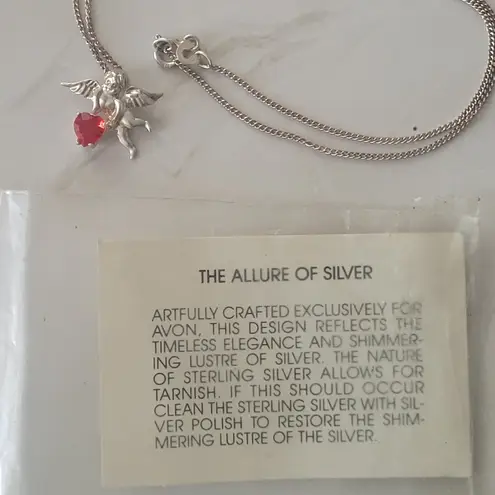 THE ALLURE OF SILVER
ARTFULLY CRAFTED EXCLUSIVELY FOR
AVON, THIS DESIGN REFLECTS THE
TIMELESS ELEGANCE AND SHIMMER-
ING LUSTRE OF SILVER. THE NATURE
OF STERLING SILVER ALLOWS FOR
TARNISH. IF THIS SHOULD OCCUR
CLEAN THE STERLING SILVER WITH SIL-
VER POLISH TO RESTORE THE SHIM-
MERING LUSTRE OF THE SILVER.